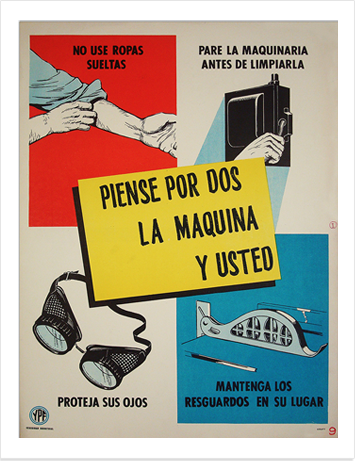 NO USE ROPAS
SUELTAS
PARE LA MAQUINARIA
ANTES DE LIMPIARLA
PIENSE POR DOS
LA MAQUINA
Y USTED
PROTEJA SUS OJOS
MANTENGA LOS
RESGUARDOS EN SU LUGAR
YPF
9